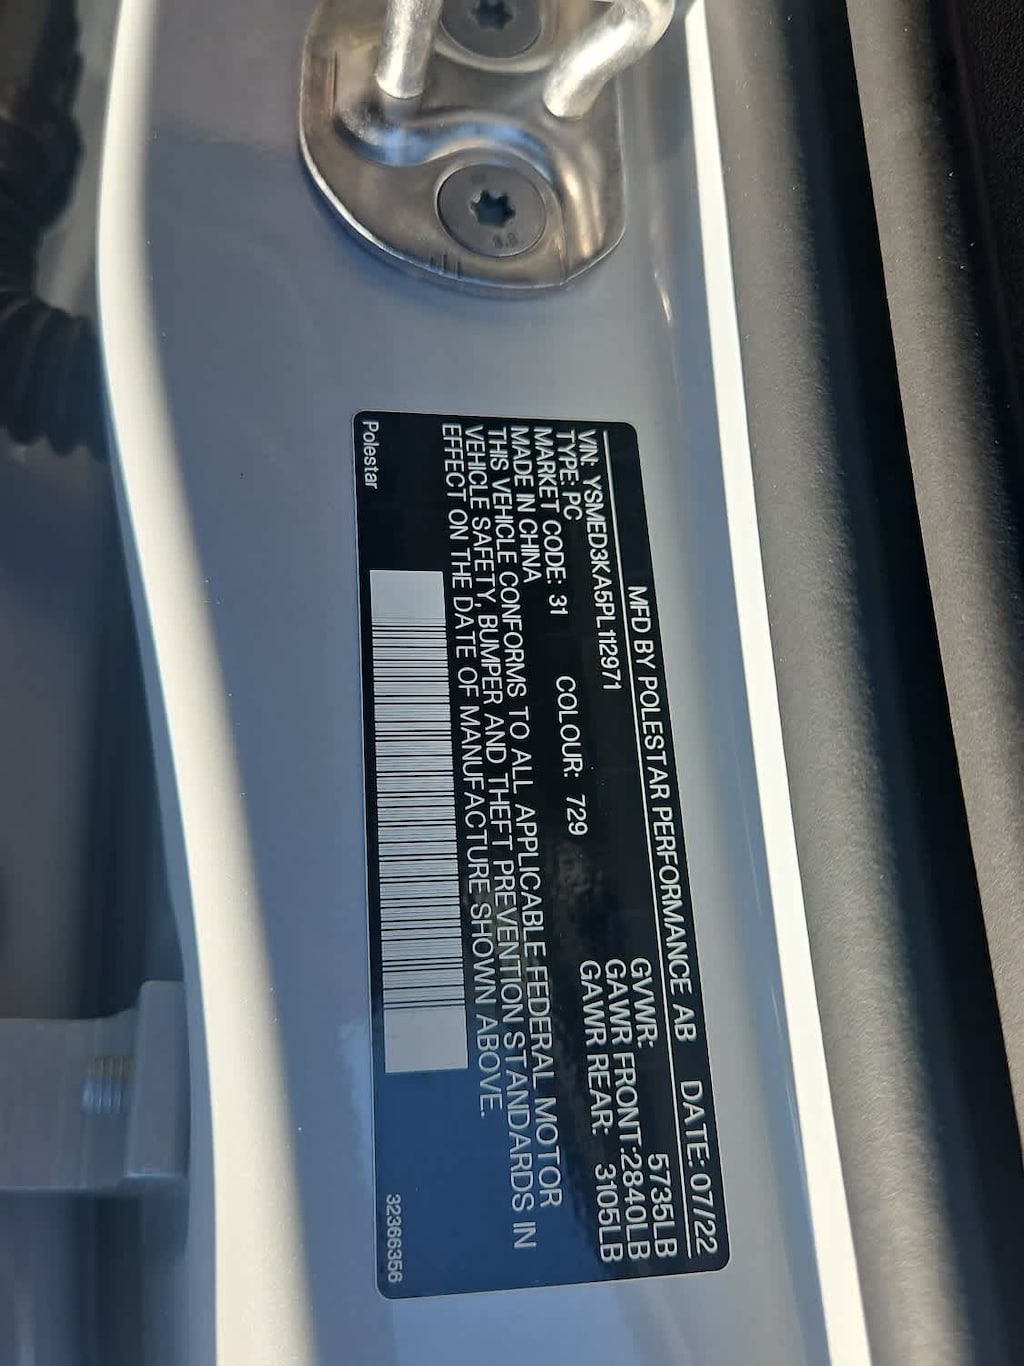 MFD BY POLESTAR PERFORMANCE AB DATE: 07/22
VIN: YSMED3KA5PL112971 GVWR: 5735LB
TYPE: PC GAWR FRONT:2840LB
MARKET CODE: 31 COLOUR: 729 GAWR REAR: 3105LB
MADE IN CHINA
THIS VEHICLE CONFORMS TO ALL APPLICABLE FEDERAL MOTOR
VEHICLE SAFETY, BUMPER AND THEFT PREVENTION STANDARDS IN
EFFECT ON THE DATE OF MANUFACTURE SHOWN ABOVE.
Polestar 32366356
8.8